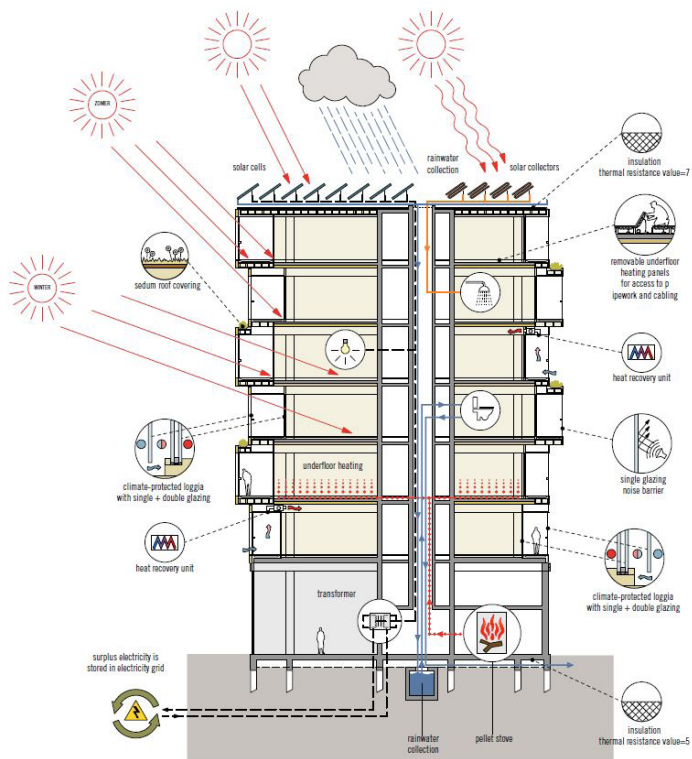 ZOMER
solar cells
rainwater
collection
solar collectors
insulation
thermal resistance value=7
sedum roof covering
removable underfloor
heating panels
for access to p
ipework and cabling
WINTER
heat recovery unit
climate-protected loggia
with single + double glazing
underfloor heating
single glazing
noise barrier
heat recovery unit
climate-protected loggia
with single + double glazing
transformer
surplus electricity is
stored in electricity grid
rainwater
collection
pellet stove
insulation
thermal resistance value=5